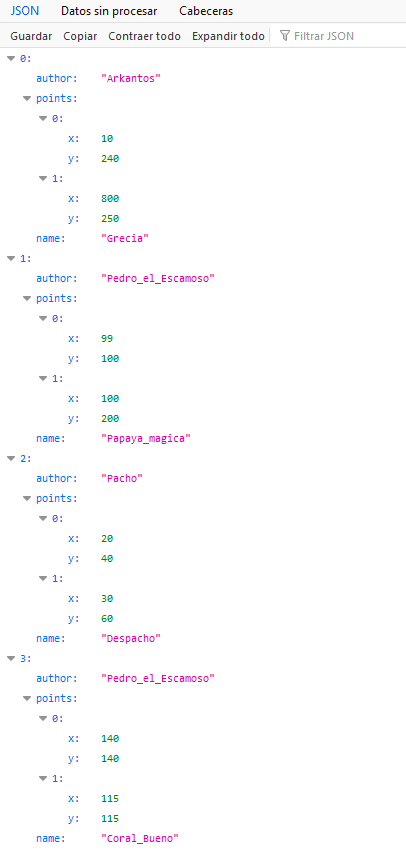 JSON Datos sin procesar Cabeceras
Guardar Copiar Contraer todo Expandir todo Filtrar JSON
0:
author: "Arkantos"
points:
0:
x: 10
y: 240
1:
x: 800
y: 250
name: "Grecia"
1:
author: "Pedro_el_Escamoso"
points:
0:
x: 99
y: 100
1:
x: 100
y: 200
name: "Papaya_magica"
2:
author: "Pacho"
points:
0:
x: 20
y: 40
1:
x: 30
y: 60
name: "Despacho"
3:
author: "Pedro_el_Escamoso"
points:
0:
x: 140
y: 140
1:
x: 115
y: 115
name: "Coral_Bueno"